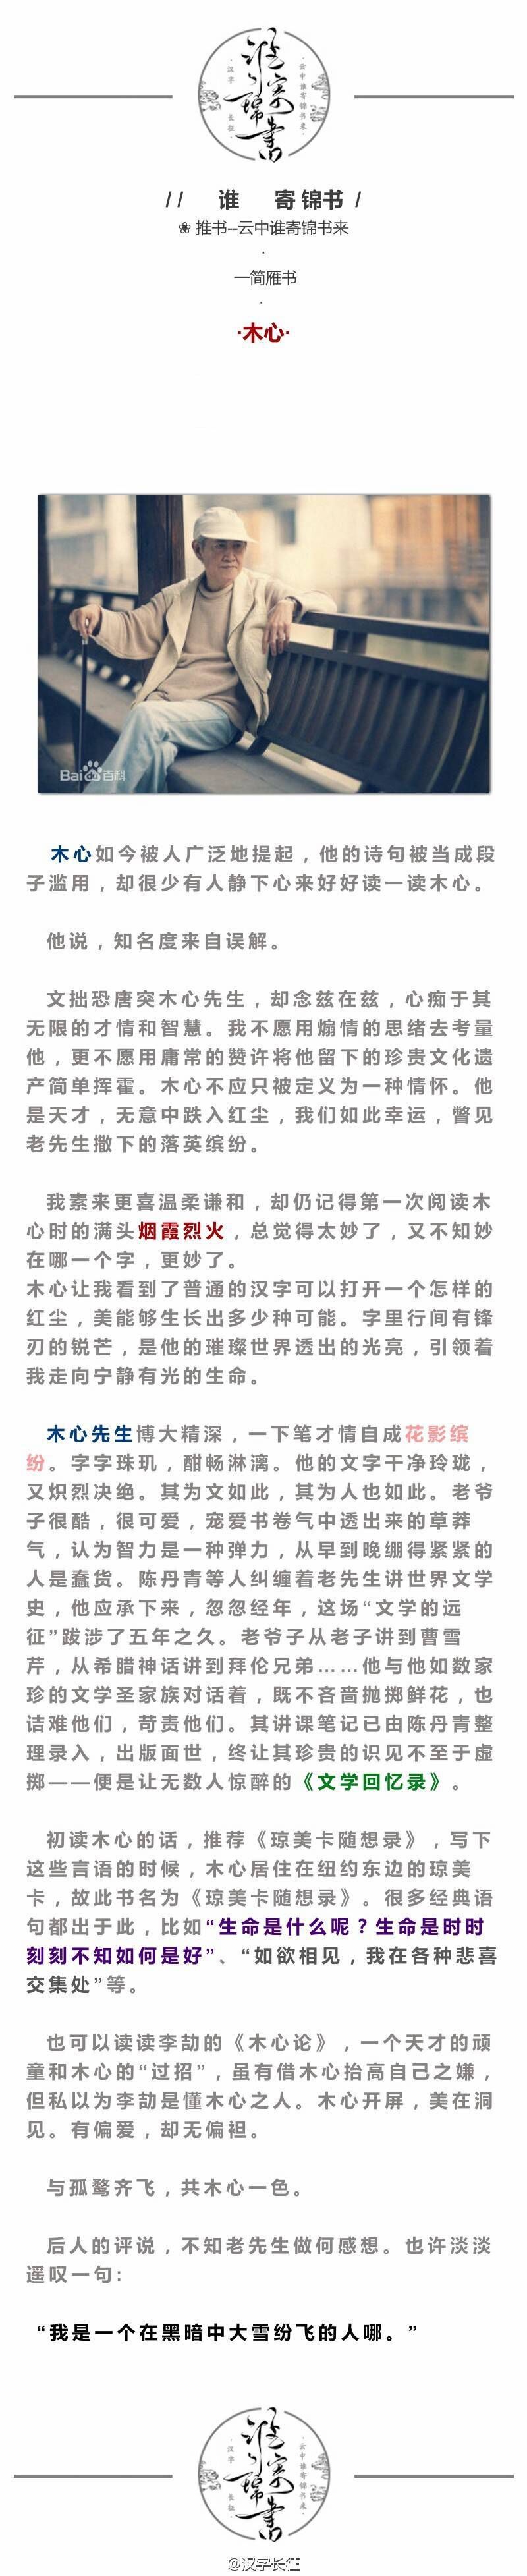 谁寄锦书
云中谁寄锦书来
汉字
长征
// 谁 寄锦书 /
❀ 推书--云中谁寄锦书来
·
一简雁书
·
·木心·
Bai百科
木心如今被人广泛地提起，他的诗句被当成段
子滥用，却很少有人静下心来好好读一读木心。
他说，知名度来自误解。
文拙恐唐突木心先生，却念兹在兹，心痴于其
无限的才情和智慧。我不愿用煽情的思绪去考量
他，更不愿用庸常的赞许将他留下的珍贵文化遗
产简单挥霍。木心不应只被定义为一种情怀。他
是天才，无意中跌入红尘，我们如此幸运，瞥见
老先生撒下的落英缤纷。
我素来更喜温柔谦和，却仍记得第一次阅读木
心时的满头烟霞烈火，总觉得太妙了，又不知妙
在哪一个字，更妙了。
木心让我看到了普通的汉字可以打开一个怎样的
红尘，美能够生长出多少种可能。字里行间有锋
刃的锐芒，是他的璀璨世界透出的光亮，引领着
我走向宁静有光的生命。
木心先生博大精深，一下笔才情自成花影缤
纷。字字珠玑，酣畅淋漓。他的文字干净玲珑，
又炽烈决绝。其为文如此，其为人也如此。老爷
子很酷，很可爱，宠爱书卷气中透出来的草莽
气，认为智力是一种弹力，从早到晚绷得紧紧的
人是蠢货。陈丹青等人纠缠着老先生讲世界文学
史，他应承下来，忽忽经年，这场“文学的远
征”跋涉了五年之久。老爷子从老子讲到曹雪
芹，从希腊神话讲到拜伦兄弟……他与他如数家
珍的文学圣家族对话着，既不吝啬抛掷鲜花，也
诘难他们，苛责他们。其讲课笔记已由陈丹青整
理录入，出版面世，终让其珍贵的识见不至于虚
掷——便是让无数人惊醉的《文学回忆录》。
初读木心的话，推荐《琼美卡随想录》，写下
这些言语的时候，木心居住在纽约东边的琼美
卡，故此书名为《琼美卡随想录》。很多经典语
句都出于此，比如“生命是什么呢？生命是时时
刻刻不知如何是好”、“如欲相见，我在各种悲喜
交集处”等。
也可以读读李劼的《木心论》，一个天才的顽
童和木心的“过招”，虽有借木心抬高自己之嫌，
但私以为李劼是懂木心之人。木心开屏，美在洞
见。有偏爱，却无偏袒。
与孤鹜齐飞，共木心一色。
后人的评说，不知老先生做何感想。也许淡淡
遥叹一句：
“我是一个在黑暗中大雪纷飞的人哪。”
谁寄锦书
云中谁寄锦书来
汉字
长征
@汉字长征